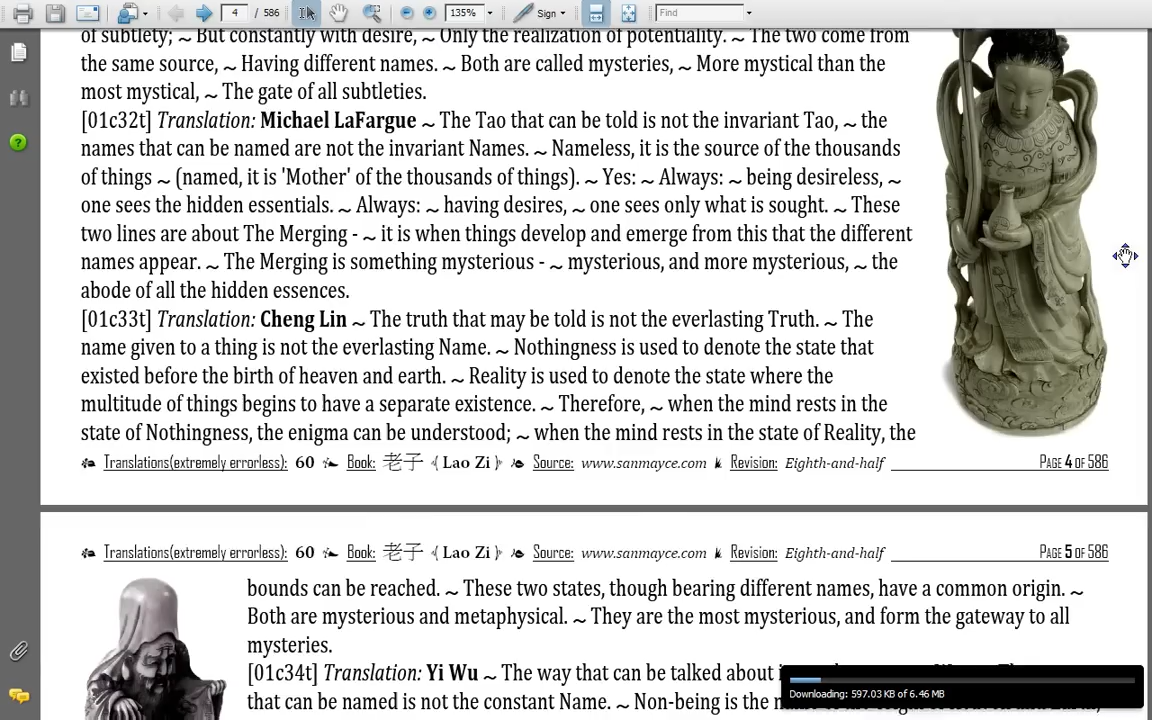 4 / 586 135% Sign Find
of subtlety; ~ But constantly with desire, ~ Only the realization of potentiality. ~ The two come from
the same source, ~ Having different names. ~ Both are called mysteries, ~ More mystical than the
most mystical, ~ The gate of all subtleties.
[01c32t] Translation: Michael LaFargue ~ The Tao that can be told is not the invariant Tao, ~ the
names that can be named are not the invariant Names. ~ Nameless, it is the source of the thousands
of things ~ (named, it is 'Mother' of the thousands of things). ~ Yes: ~ Always: ~ being desireless, ~
one sees the hidden essentials. ~ Always: ~ having desires, ~ one sees only what is sought. ~ These
two lines are about The Merging - ~ it is when things develop and emerge from this that the different
names appear. ~ The Merging is something mysterious - ~ mysterious, and more mysterious, ~ the
abode of all the hidden essences.
[01c33t] Translation: Cheng Lin ~ The truth that may be told is not the everlasting Truth. ~ The
name given to a thing is not the everlasting Name. ~ Nothingness is used to denote the state that
existed before the birth of heaven and earth. ~ Reality is used to denote the state where the
multitude of things begins to have a separate existence. ~ Therefore, ~ when the mind rests in the
state of Nothingness, the enigma can be understood; ~ when the mind rests in the state of Reality, the
Translations(extremely errorless): 60 Book: 老子 {Lao Zi} Source: www.sanmayce.com Revision: Eighth-and-half PAGE 4 OF 586
Translations(extremely errorless): 60 Book: 老子 {Lao Zi} Source: www.sanmayce.com Revision: Eighth-and-half PAGE 5 OF 586
bounds can be reached. ~ These two states, though bearing different names, have a common origin. ~
Both are mysterious and metaphysical. ~ They are the most mysterious, and form the gateway to all
mysteries.
[01c34t] Translation: Yi Wu ~ The way that can be talked about
that can be named is not the constant Name. ~ Non-being is the
Downloading: 597.03 KB of 6.46 MB